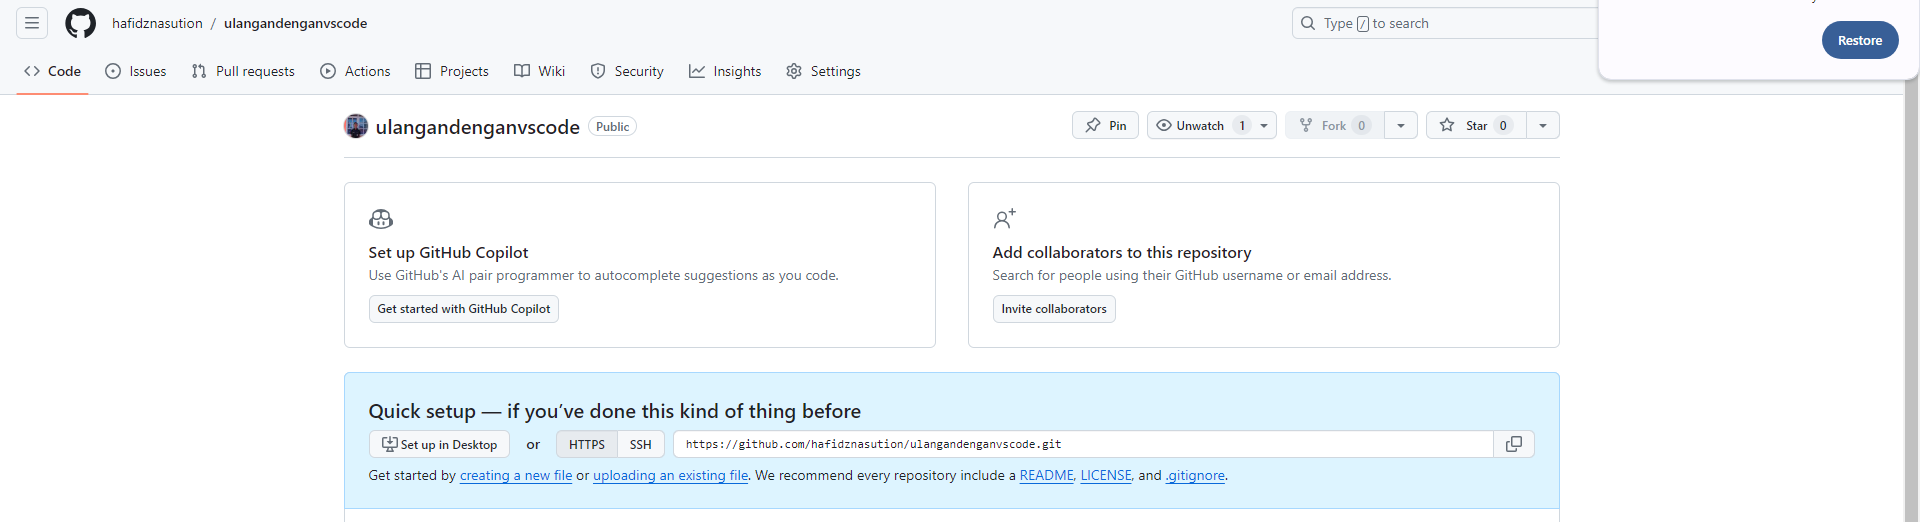 hafidznasution / ulangandenganvscode
Type / to search
Restore
Code Issues Pull requests Actions Projects Wiki Security Insights Settings
ulangandenganvscode Public
Pin Unwatch 1 Fork 0 Star 0
Set up GitHub Copilot
Use GitHub's AI pair programmer to autocomplete suggestions as you code.
Get started with GitHub Copilot
Add collaborators to this repository
Search for people using their GitHub username or email address.
Invite collaborators
Quick setup — if you’ve done this kind of thing before
Set up in Desktop or HTTPS SSH https://github.com/hafidznasution/ulangandenganvscode.git
Get started by creating a new file or uploading an existing file. We recommend every repository include a README, LICENSE, and .gitignore.